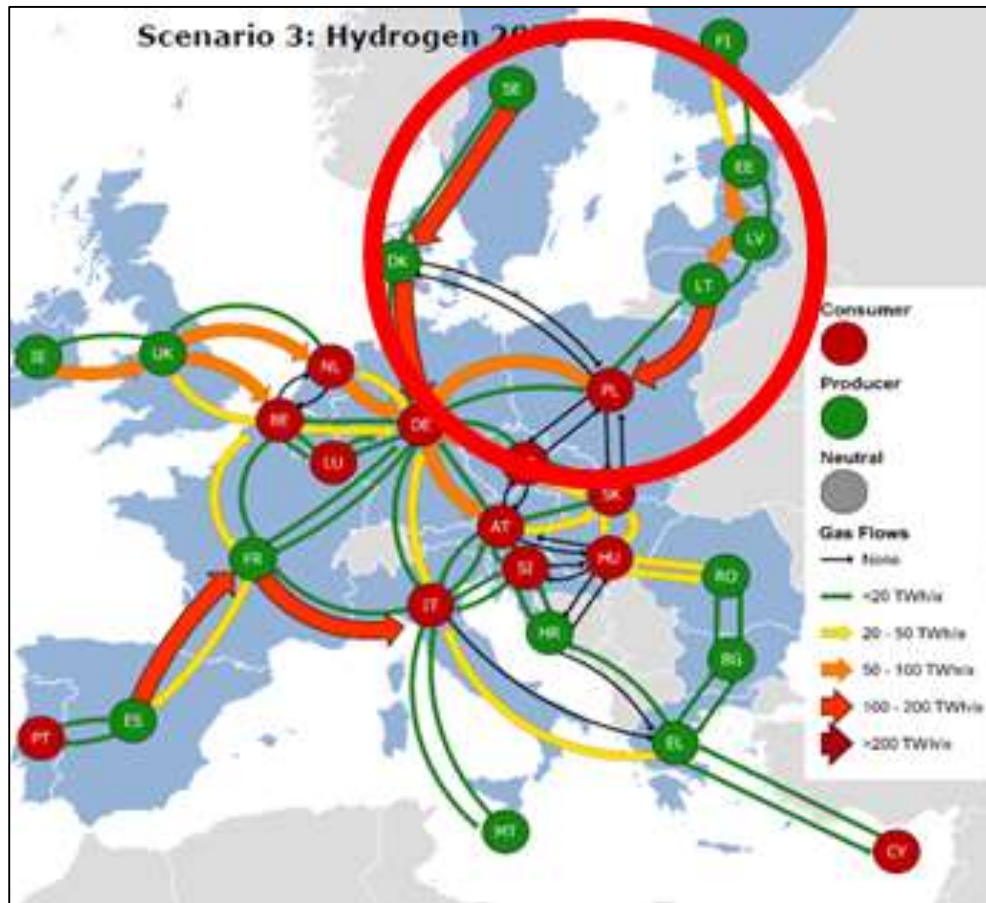 Scenario 3: Hydrogen
FI
SE
EE
DK
LV
LT
IE
UK
NL
PL
BE
DE
LU
SK
AT
FR
SI
HU
RO
IT
HR
BG
PT
ES
EL
MT
CY
Consumer
Producer
Neutral
Gas Flows
None
<20 TWh/a
20 - 50 TWh/a
50 - 100 TWh/a
100 - 200 TWh/a
>200 TWh/a